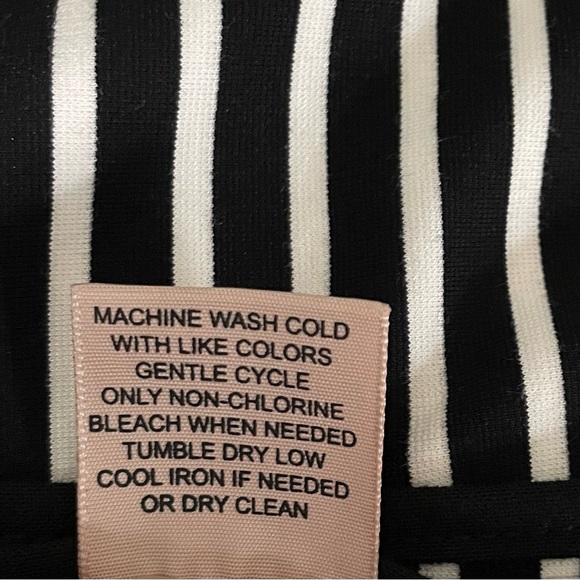 MACHINE WASH COLD
WITH LIKE COLORS
GENTLE CYCLE
ONLY NON-CHLORINE
BLEACH WHEN NEEDED
TUMBLE DRY LOW
COOL IRON IF NEEDED
OR DRY CLEAN